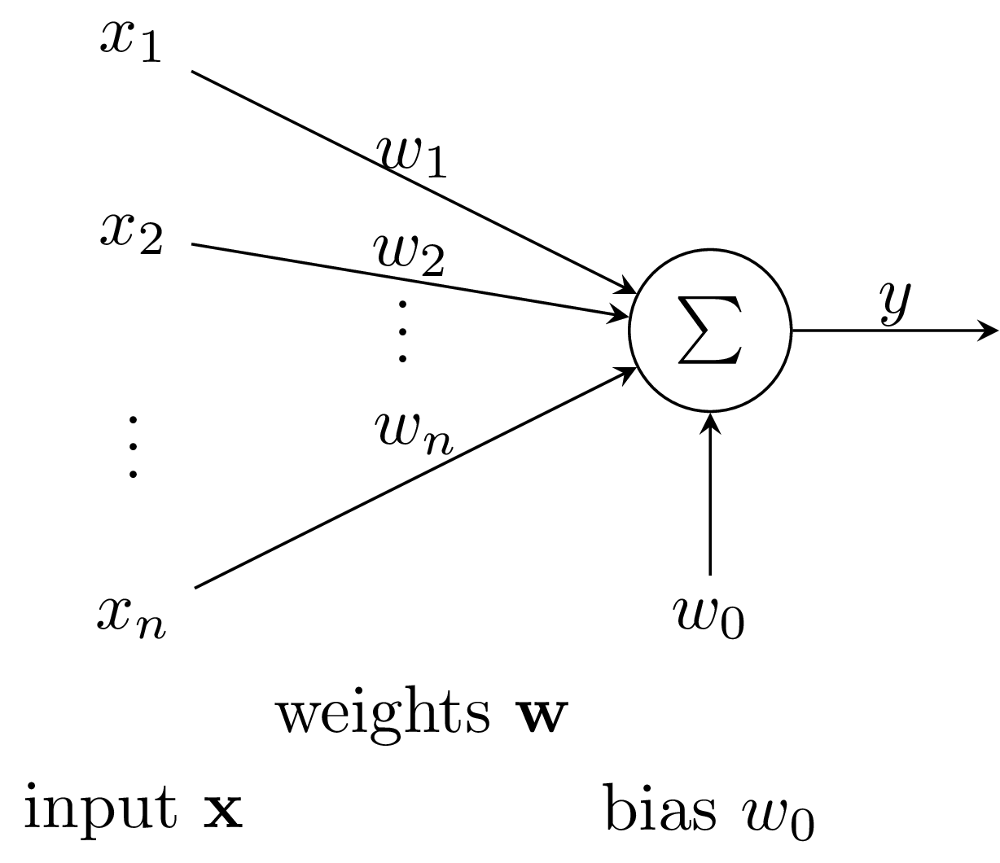 x₁
w₁
x₂
w₂
⋮
Σ
y
⋮
wₙ
xₙ
w₀
weights w
input x
bias w₀